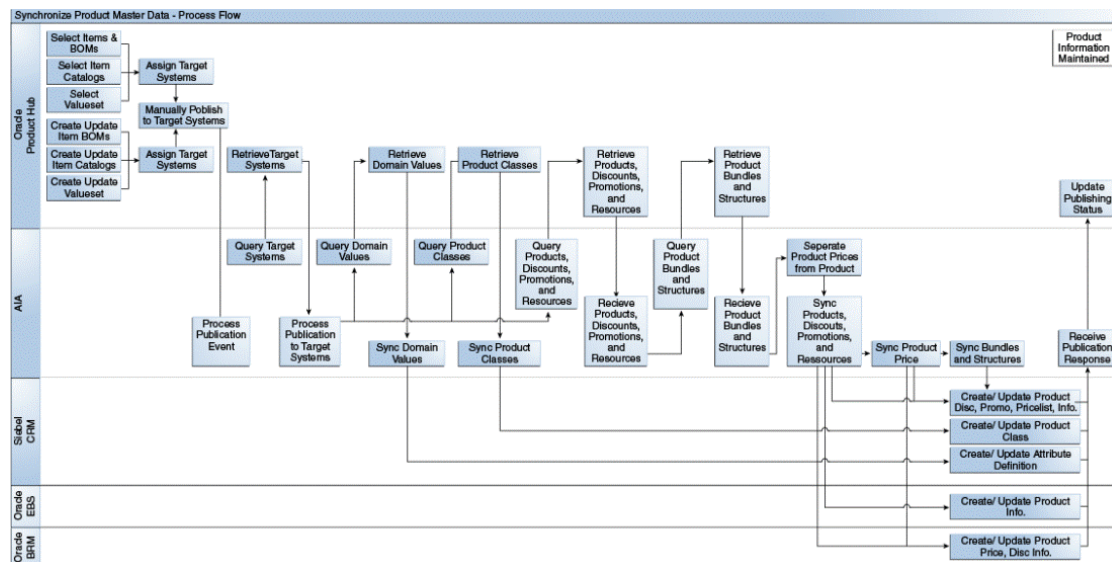 Synchronize Product Master Data - Process Flow
Oracle
Product Hub
Select Items &
BOMs
Select Item
Catalogs
Select
Valueset
Assign Target
Systems
Manually Publish
to Target Systems
Create Update
Item BOMs
Create Update
Item Catalogs
Create Update
Valueset
Assign Target
Systems
RetrieveTarget
Systems
Retrieve
Domain Values
Retrieve
Product Classes
Retrieve
Products,
Discounts,
Promotions,
and
Resources
Retrieve
Product
Bundles
and
Structures
Product
Information
Maintained
Update
Publishing
Status
AIA
Query Target
Systems
Query Domain
Values
Query Product
Classes
Query
Products,
Discounts,
Promotions,
and
Resources
Query
Product
Bundles and
Structures
Seperate
Product Prices
from Product
Process
Publication
Event
Process
Publication
to Target
Systems
Sync Domain
Values
Sync Product
Classes
Recieve
Products,
Discounts,
Promotions,
and
Resources
Recieve
Product
Bundles
and
Structures
Sync
Products,
Discouts,
Promotions,
and
Ressources
Sync Product
Price
Sync Bundles
and Structures
Receive
Publication
Response
Siebel
CRM
Create/ Update Product
Disc, Promo, Pricelist, Info.
Create/ Update Product
Class
Create/ Update Attribute
Definition
Oracle
EBS
Create/ Update Product
Info.
Oracle
BRM
Create/ Update Product
Price, Disc Info.